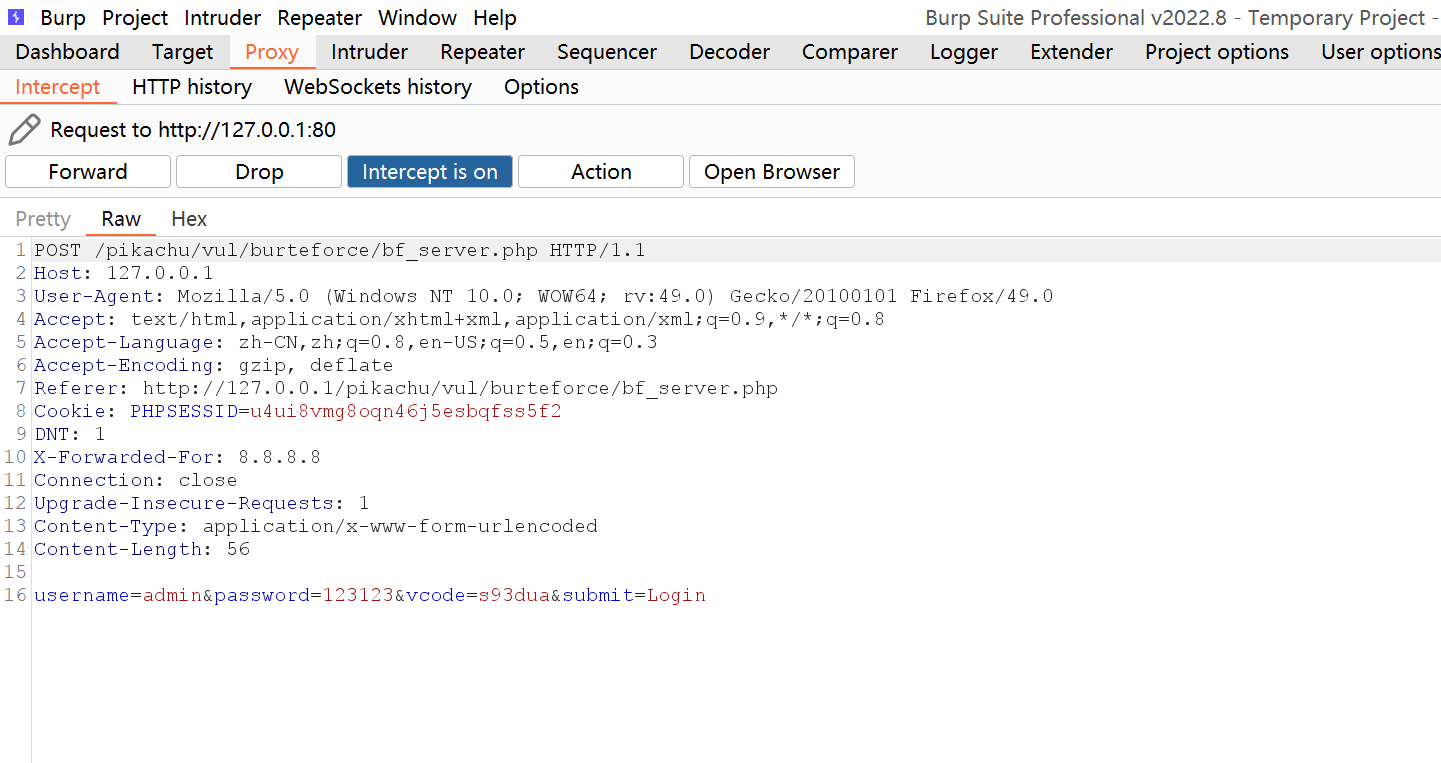 Burp Project Intruder Repeater Window Help Burp Suite Professional v2022.8 - Temporary Project -
Dashboard Target Proxy Intruder Repeater Sequencer Decoder Comparer Logger Extender Project options User options
Intercept HTTP history WebSockets history Options
Request to http://127.0.0.1:80
Forward Drop Intercept is on Action Open Browser
Pretty Raw Hex
1 POST /pikachu/vul/burteforce/bf_server.php HTTP/1.1
2 Host: 127.0.0.1
3 User-Agent: Mozilla/5.0 (Windows NT 10.0; WOW64; rv:49.0) Gecko/20100101 Firefox/49.0
4 Accept: text/html,application/xhtml+xml,application/xml;q=0.9,*/*;q=0.8
5 Accept-Language: zh-CN,zh;q=0.8,en-US;q=0.5,en;q=0.3
6 Accept-Encoding: gzip, deflate
7 Referer: http://127.0.0.1/pikachu/vul/burteforce/bf_server.php
8 Cookie: PHPSESSID=u4ui8vmg8oqn46j5esbqfss5f2
9 DNT: 1
10 X-Forwarded-For: 8.8.8.8
11 Connection: close
12 Upgrade-Insecure-Requests: 1
13 Content-Type: application/x-www-form-urlencoded
14 Content-Length: 56
15
16 username=admin&password=123123&vcode=s93dua&submit=Login